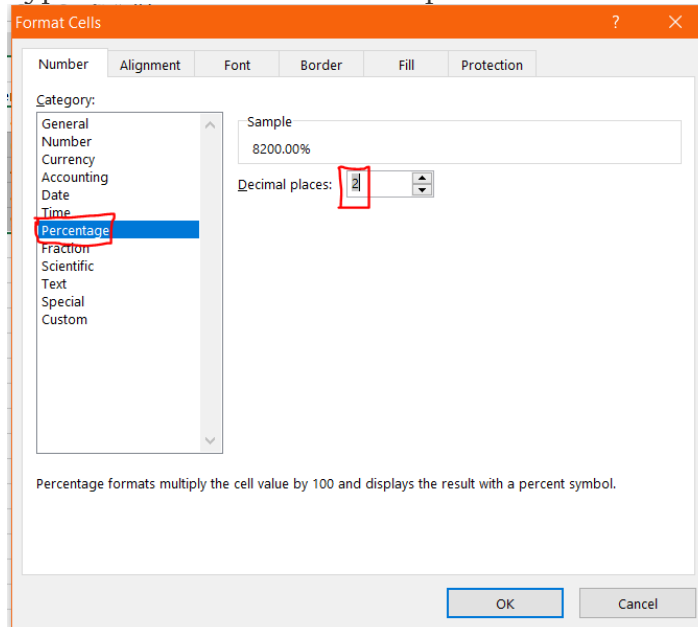 Format Cells ? ×
Number Alignment Font Border Fill Protection
Category:
General
Number
Currency
Accounting
Date
Time
Percentage
Fraction
Scientific
Text
Special
Custom
Sample
8200.00%
Decimal places: 2
Percentage formats multiply the cell value by 100 and displays the result with a percent symbol.
OK Cancel